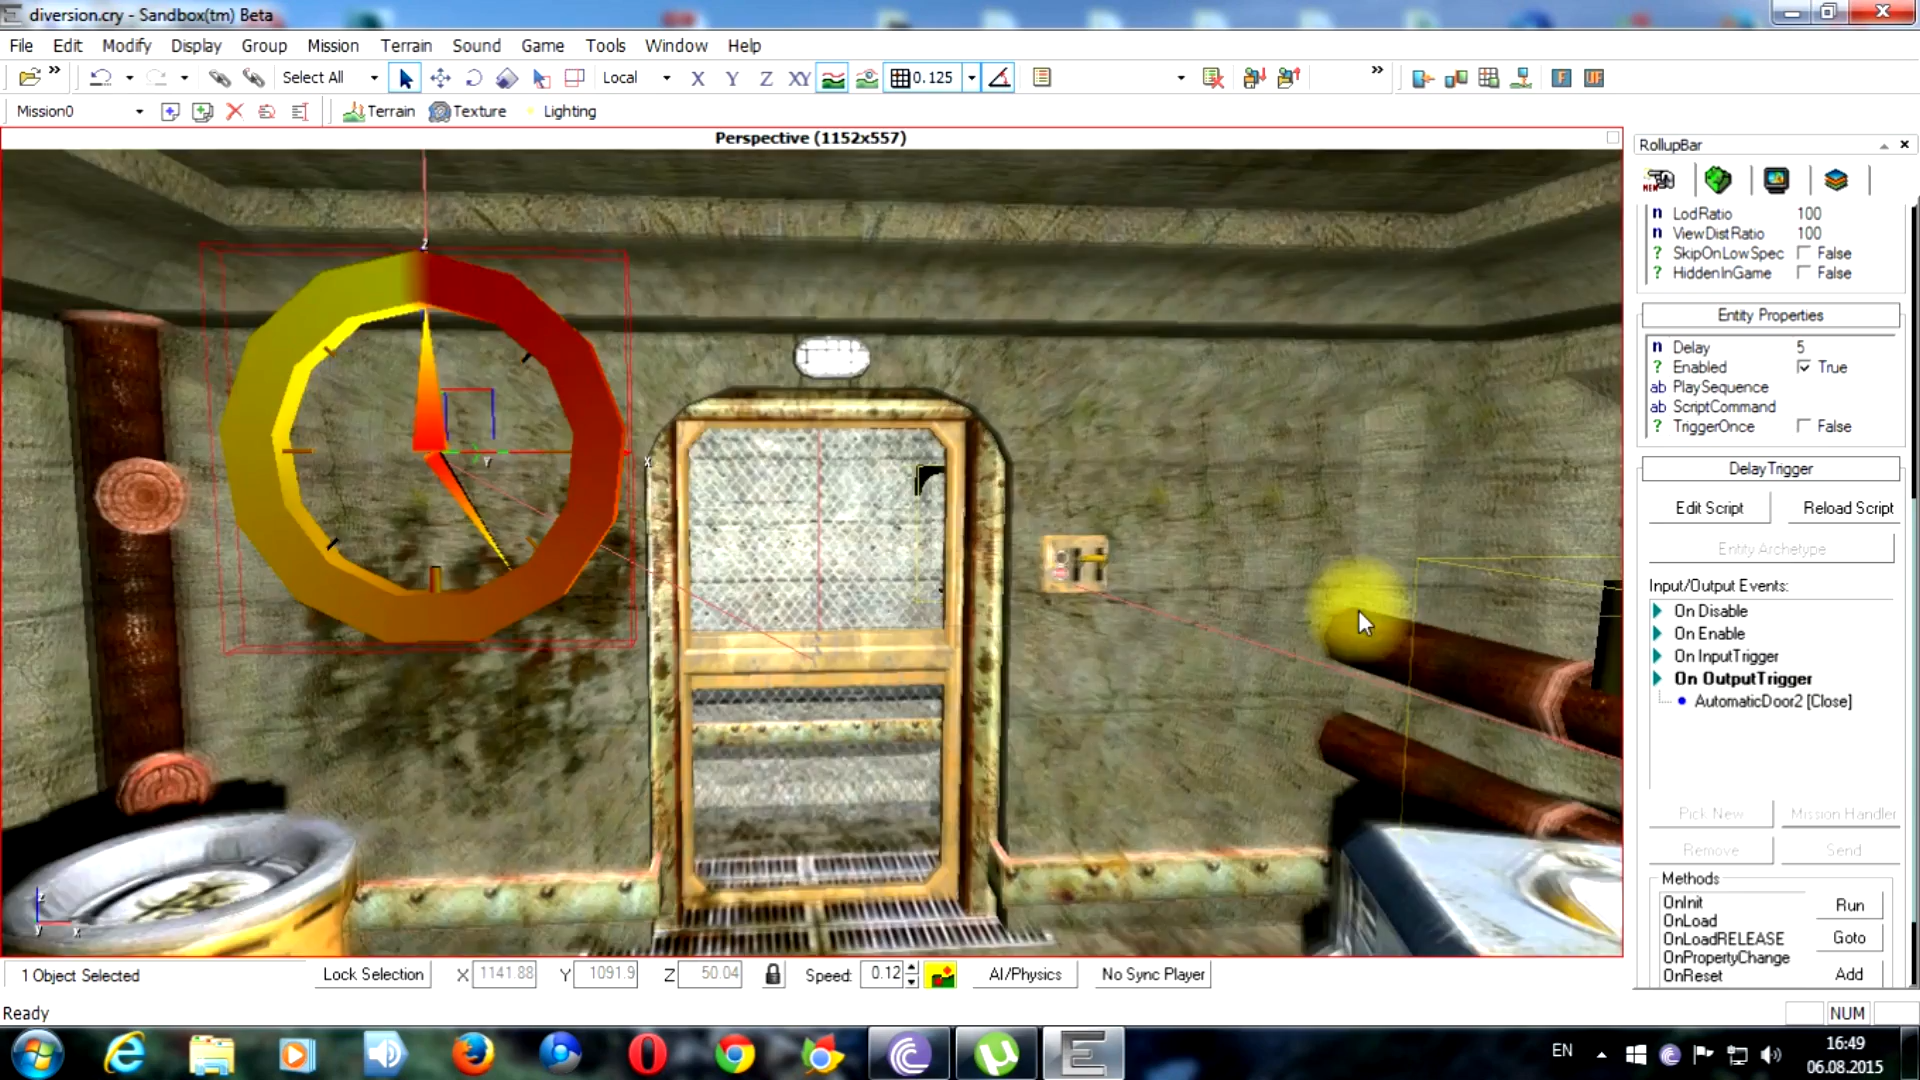 diversion.cry - Sandbox(tm) Beta
File Edit Modify Display Group Mission Terrain Sound Game Tools Window Help
Select All Local X Y Z XY 0.125 F UF
Mission0 Terrain Texture Lighting
Perspective (1152x557)
RollupBar
n LodRatio 100
n ViewDistRatio 100
? SkipOnLowSpec False
? HiddenInGame False
Entity Properties
n Delay 5
? Enabled True
ab PlaySequence
ab ScriptCommand
? TriggerOnce False
DelayTrigger
Edit Script Reload Script
Entity Archetype
Input/Output Events:
On Disable
On Enable
On InputTrigger
On OutputTrigger
AutomaticDoor2 [Close]
Pick New Mission Handler
Remove Send
Methods
OnInit
OnLoad
OnLoadRELEASE
OnPropertyChange
OnReset
Run
Goto
Add
Z
Y
X
z
y x
1 Object Selected Lock Selection X 1141.88 Y 1091.9 Z 50.04 Speed: 0.12 AI/Physics No Sync Player
Ready NUM
EN 16:49
06.08.2015